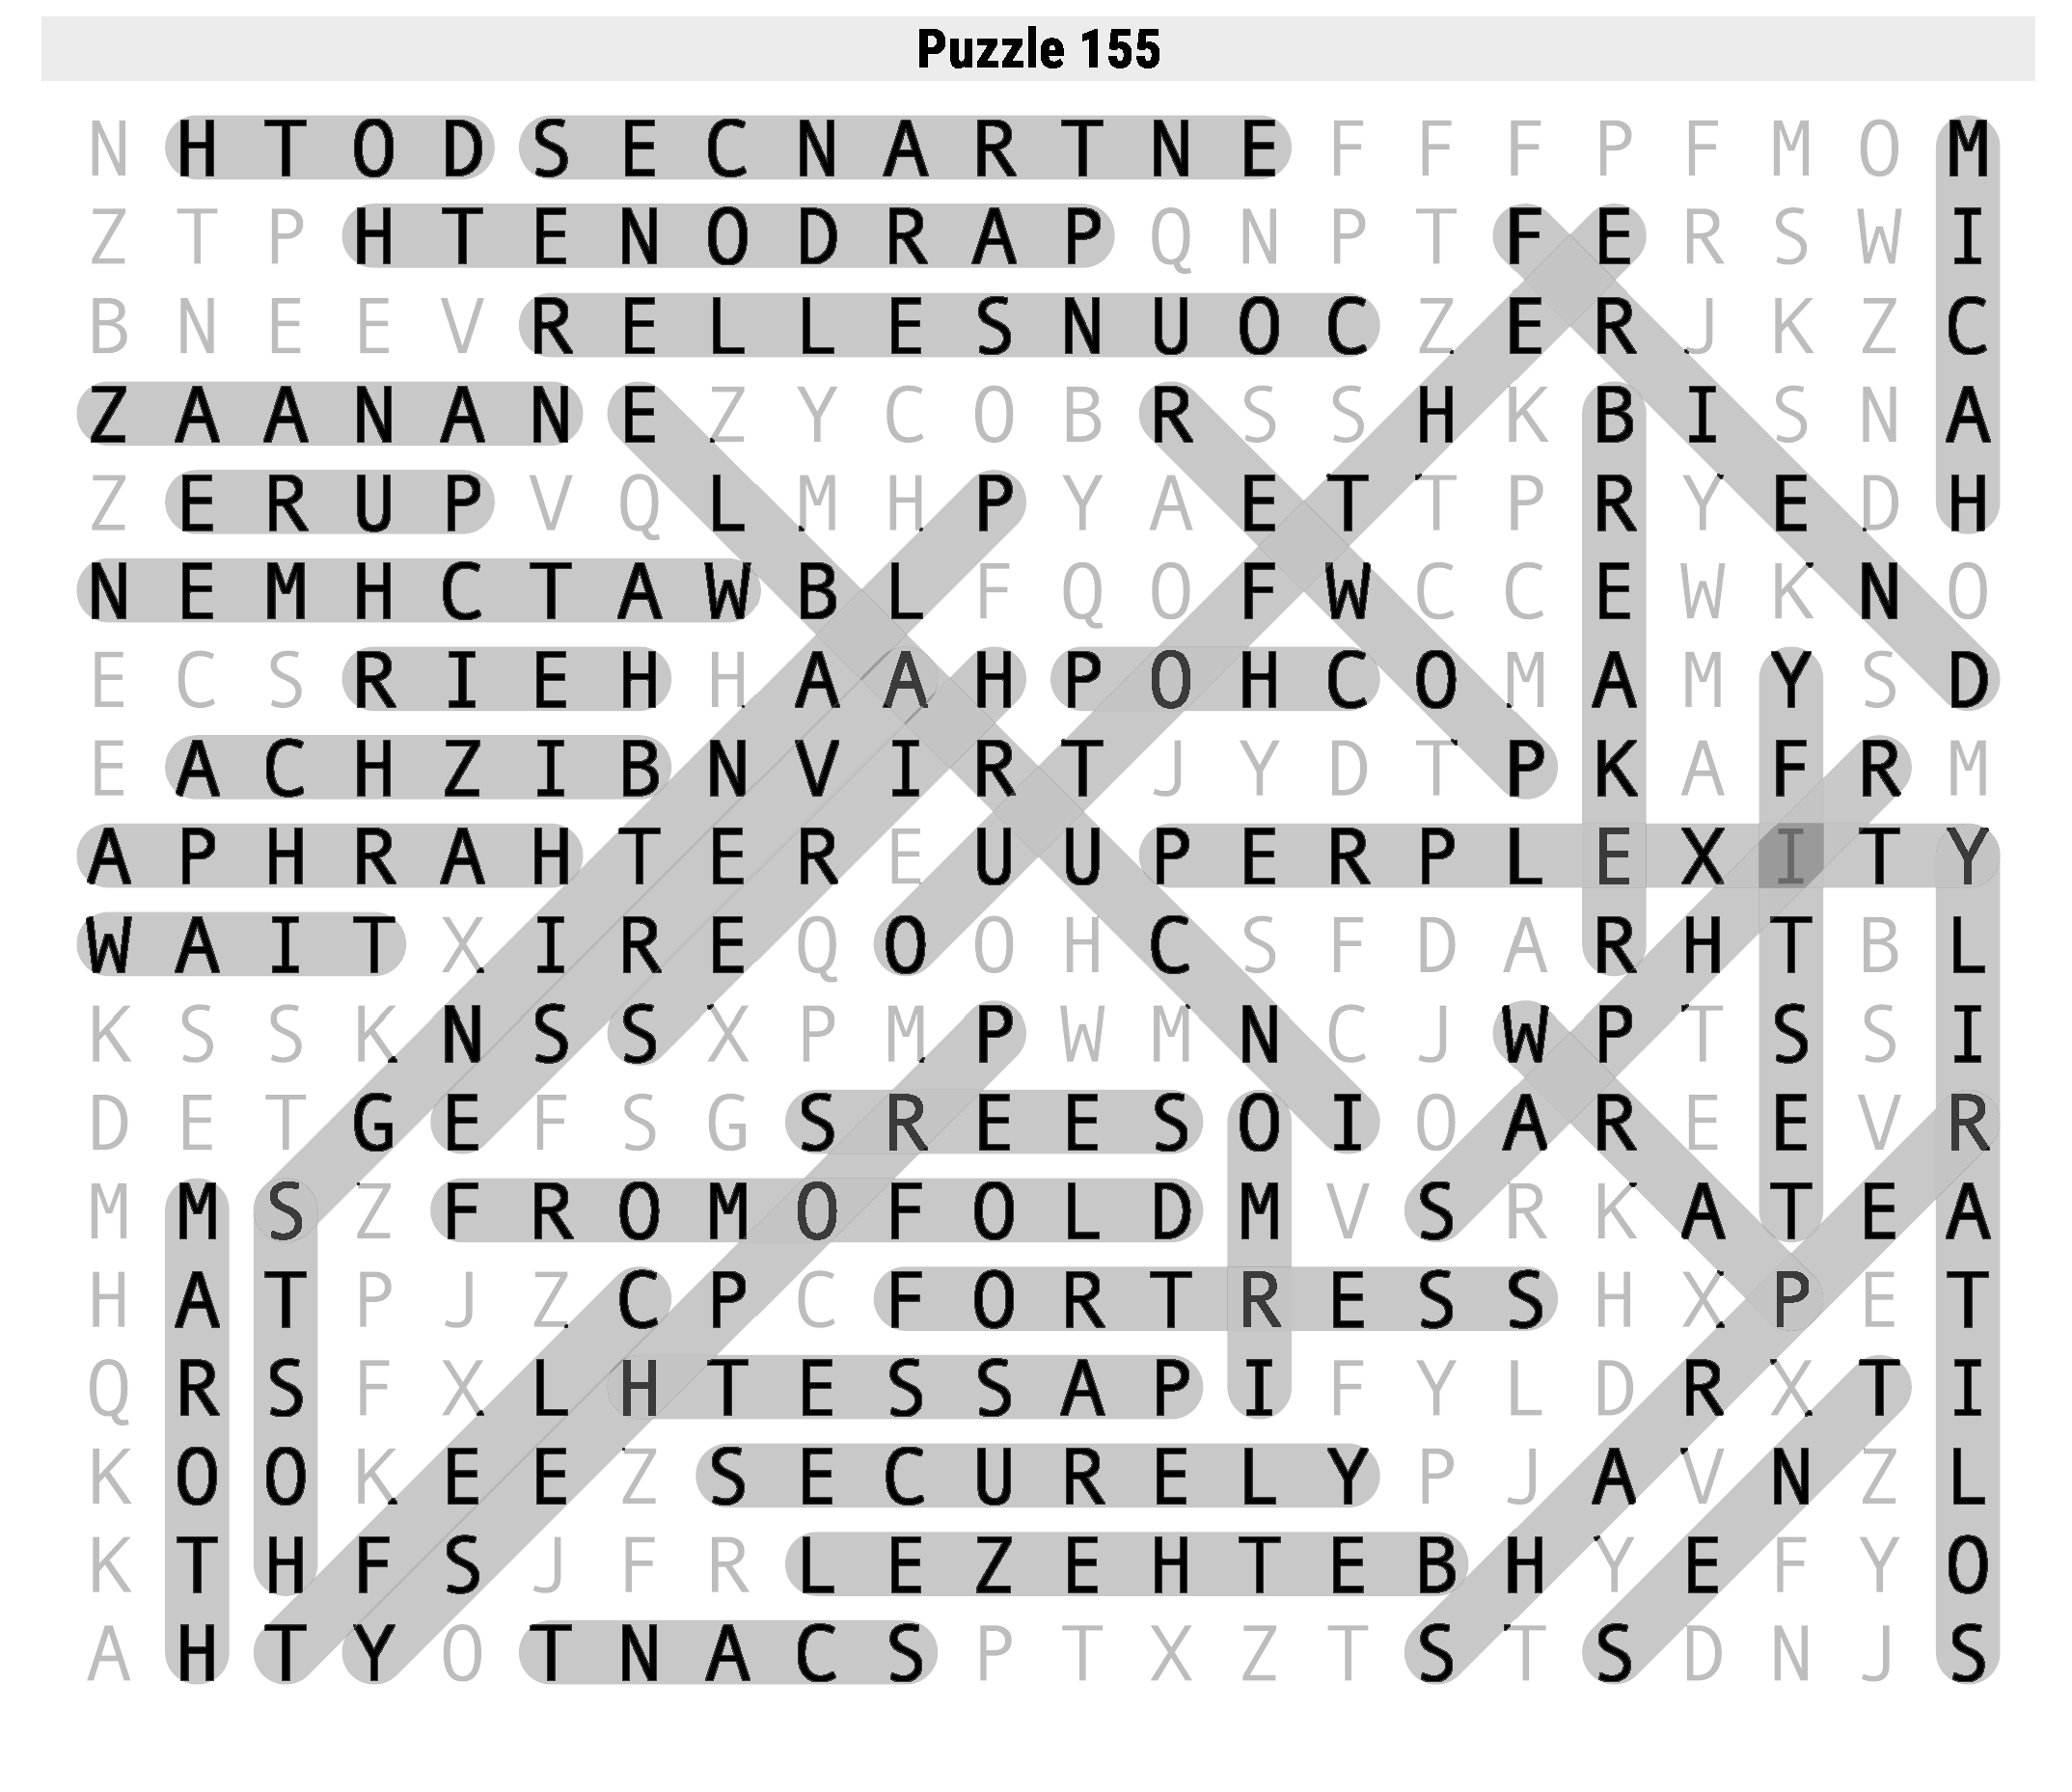 Puzzle 155
N H T O D S E C N A R T N E F F F P F M O M
Z T P H T E N O D R A P Q N P T F E R S W I
B N E E V R E L L E S N U O C Z E R J K Z C
Z A A N A N E Z Y C O B R S S H K B I S N A
Z E R U P V Q L M H P Y A E T T P R Y E D H
N E M H C T A W B L F Q O F W C C E W K N O
E C S R I E H H A A H P O H C O M A M Y S D
E A C H Z I B N V I R T J Y D T P K A F R M
A P H R A H T E R E U U P E R P L E X I T Y
W A I T X I R E Q O O H C S F D A R H T B L
K S S K N S S X P M P W M N C J W P T S S I
D E T G E F S G S R E E S O I O A R E E V R
M M S Z F R O M O F O L D M V S R K A T E A
H A T P J Z C P C F O R T R E S S H X P E T
Q R S F X L H T E S S A P I F Y L D R X T I
K O O K E E Z S E C U R E L Y P J A V N Z L
K T H F S J F R L E Z E H T E B H Y E F Y O
A H T Y O T N A C S P T X Z T S T S D N J S